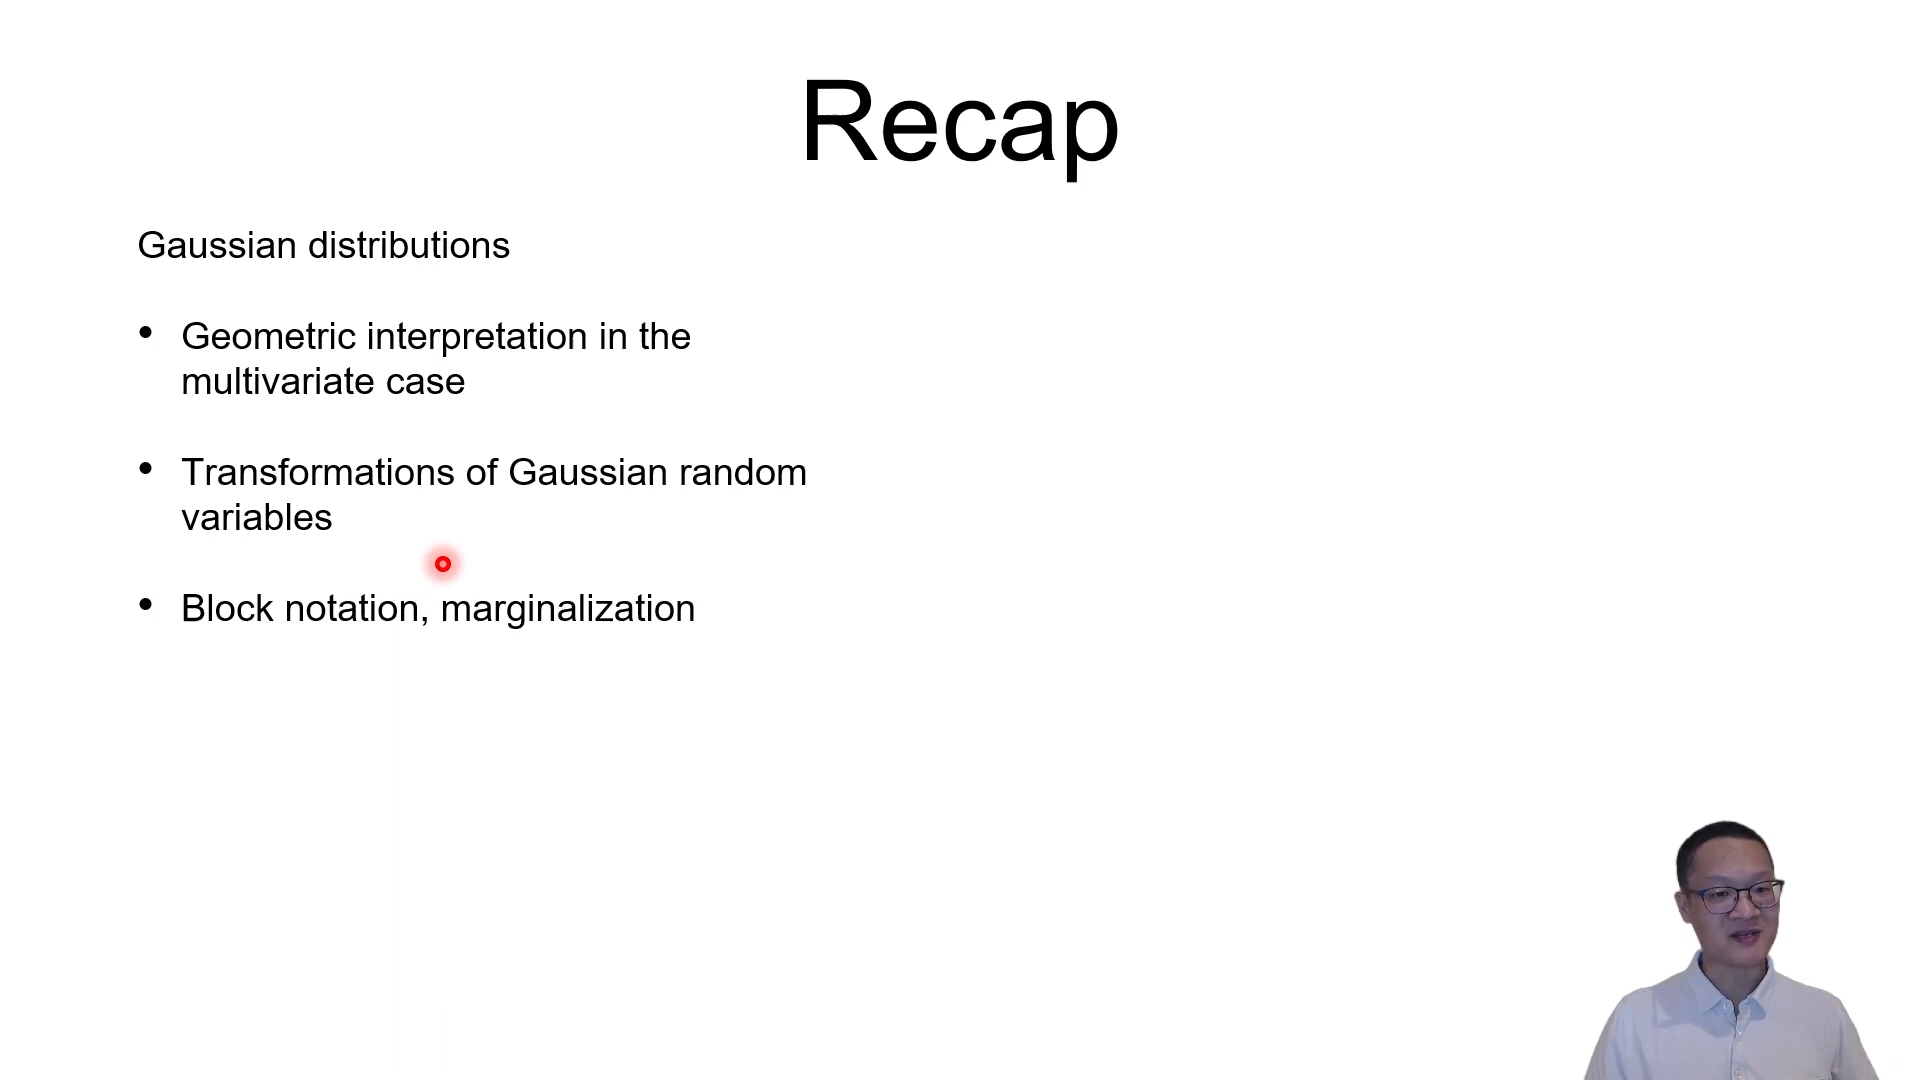 Recap
Gaussian distributions
• Geometric interpretation in the
multivariate case
• Transformations of Gaussian random
variables
• Block notation, marginalization